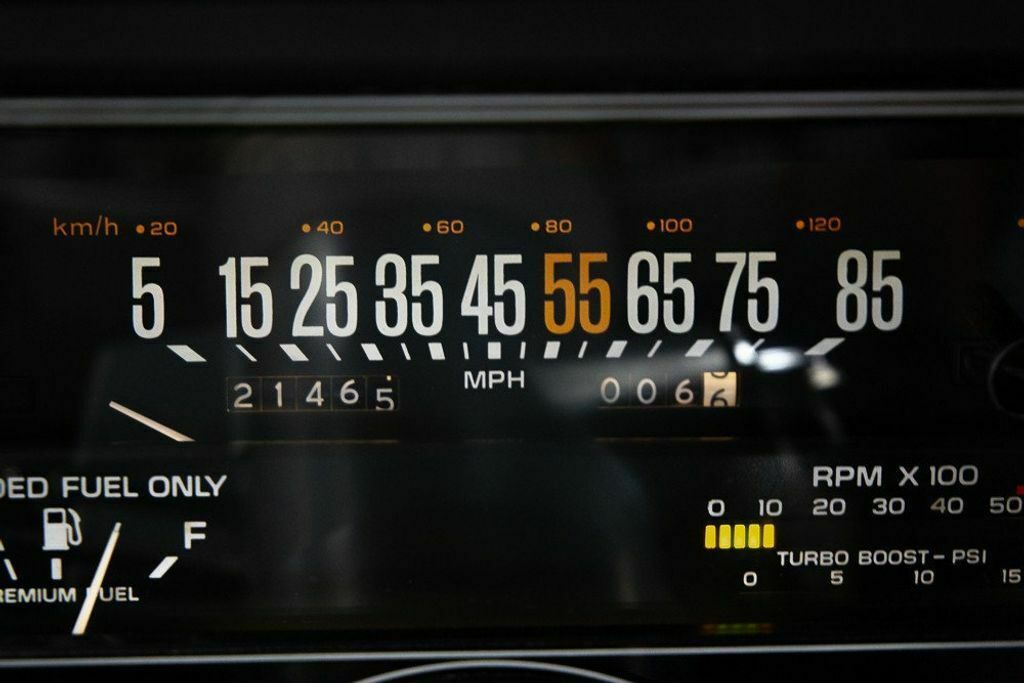 km/h 20 40 60 80 100 120
5 15 25 35 45 55 65 75 85
MPH
21465 006
DED FUEL ONLY
F
REMIUM FUEL
RPM X 100
0 10 20 30 40 50
TURBO BOOST - PSI
0 5 10 15